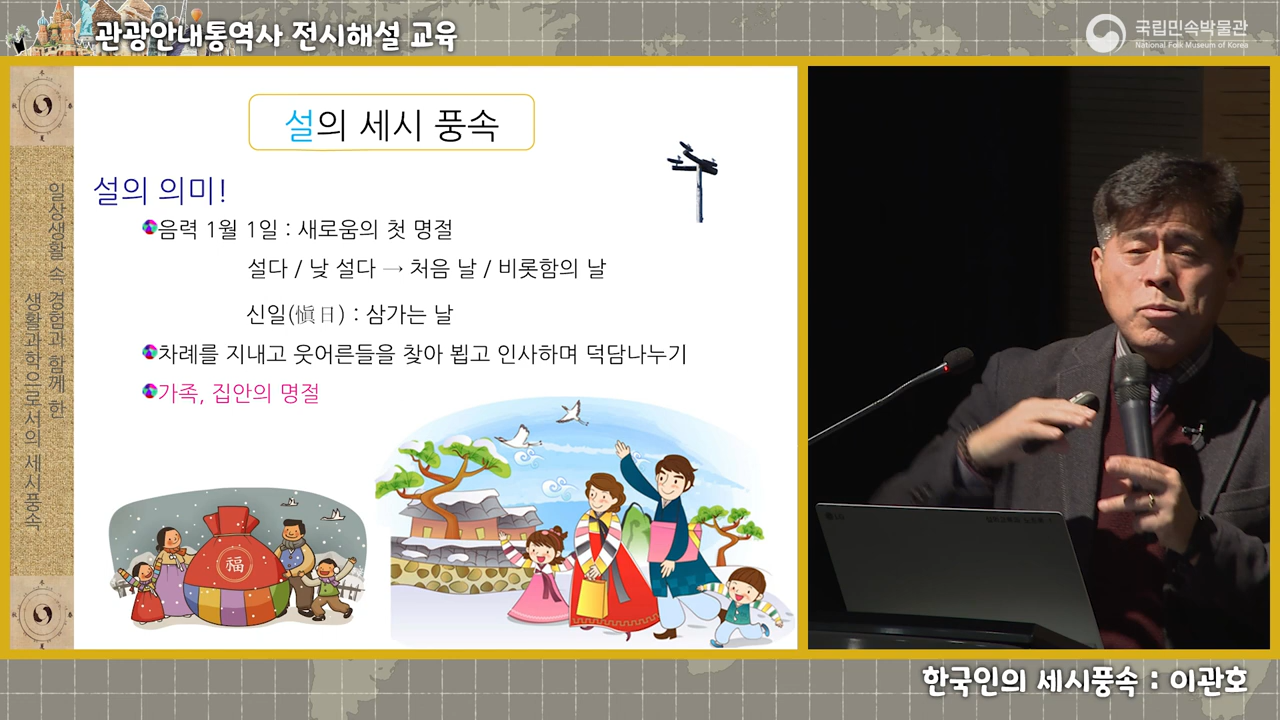 관광안내통역사 전시해설 교육
국립민속박물관
National Folk Museum of Korea
설의 세시 풍속
설의 의미!
음력 1월 1일 : 새로움의 첫 명절
설다 / 낯 설다 → 처음 날 / 비롯함의 날
신일(愼日) : 삼가는 날
차례를 지내고 웃어른들을 찾아 뵙고 인사하며 덕담나누기
가족, 집안의 명절
일상생활 속 경험과 함께 한
생활과학으로서의 세시풍속
福
LG
한국인의 세시풍속 : 이관호